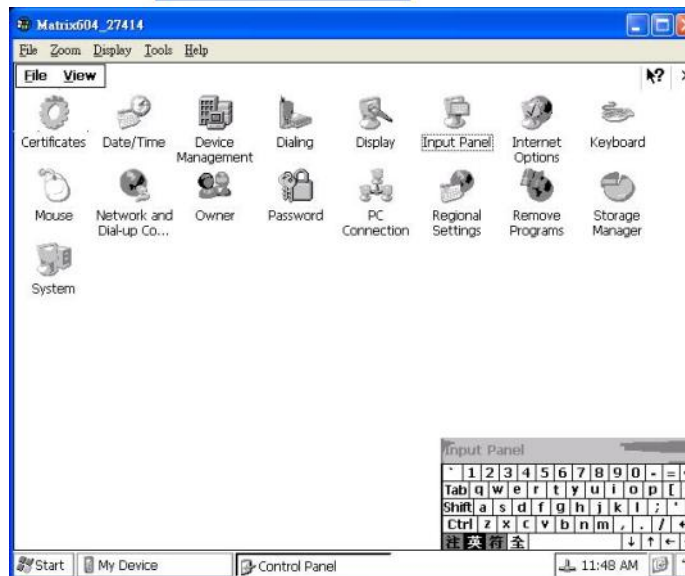 Matrix604_27414
File Zoom Display Tools Help
File View
Certificates Date/Time Device Management Dialing Display Input Panel Internet Options Keyboard
Mouse Network and Dial-up Co... Owner Password PC Connection Regional Settings Remove Programs Storage Manager
System
Input Panel
` 1 2 3 4 5 6 7 8 9 0 - =
Tab q w e r t y u i o p [
Shift a s d f g h j k l ; '
Ctrl z x c v b n m , . /
注 英 符 全 ↓ ↑ ←
Start My Device Control Panel 11:48 AM